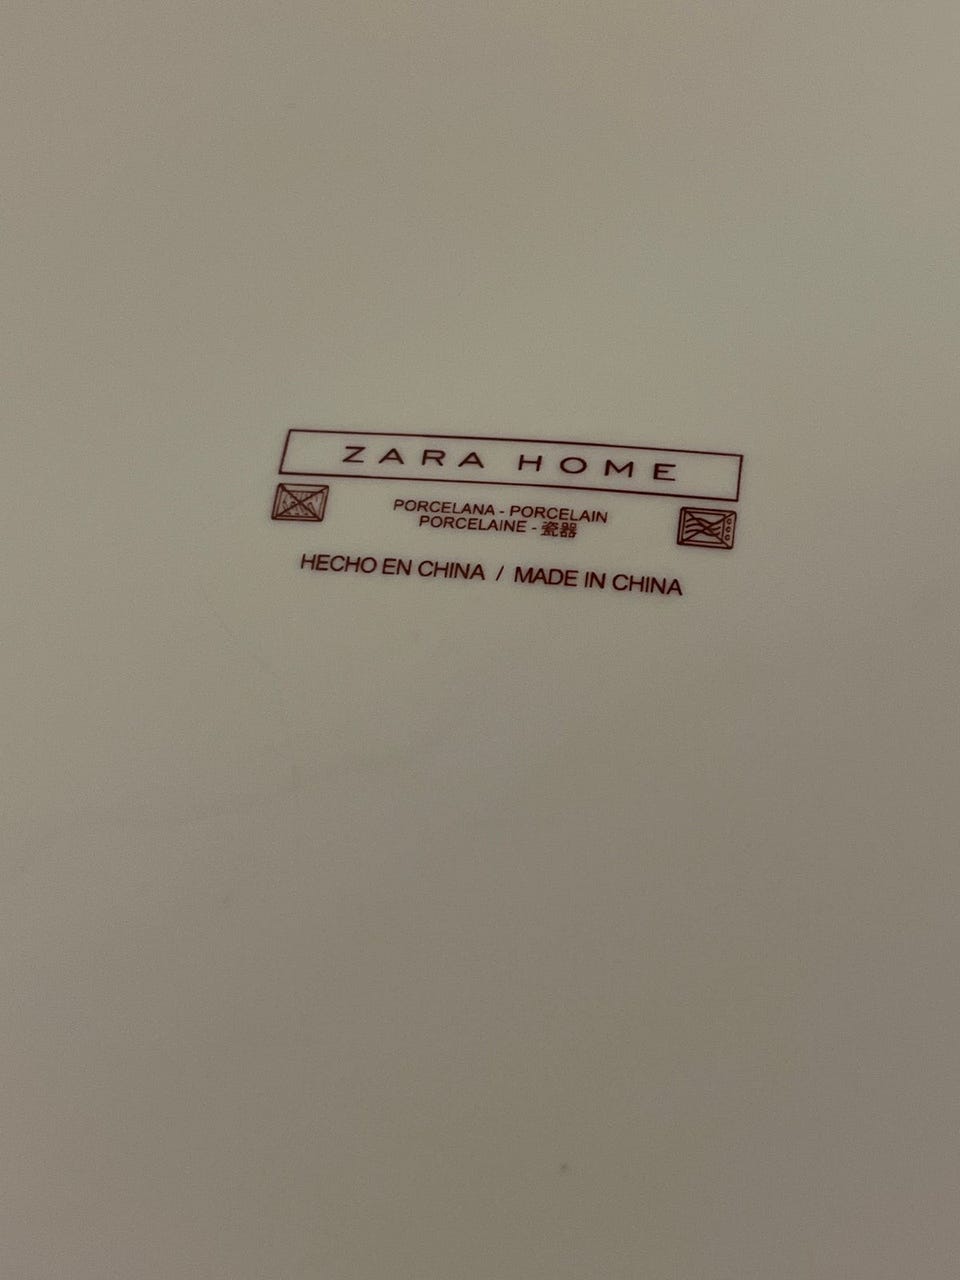 ZARA HOME
PORCELANA - PORCELAIN
PORCELAINE - 瓷器
HECHO EN CHINA / MADE IN CHINA